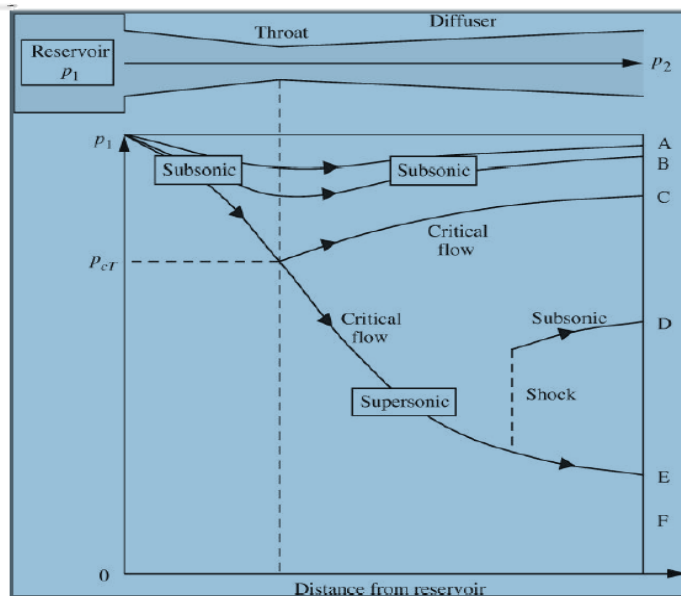 Throat
Diffuser
Reservoir
p1
p2
p1
A
B
Subsonic
Subsonic
C
Critical
flow
pcT
Critical
flow
Subsonic
D
Shock
Supersonic
E
F
0
Distance from reservoir